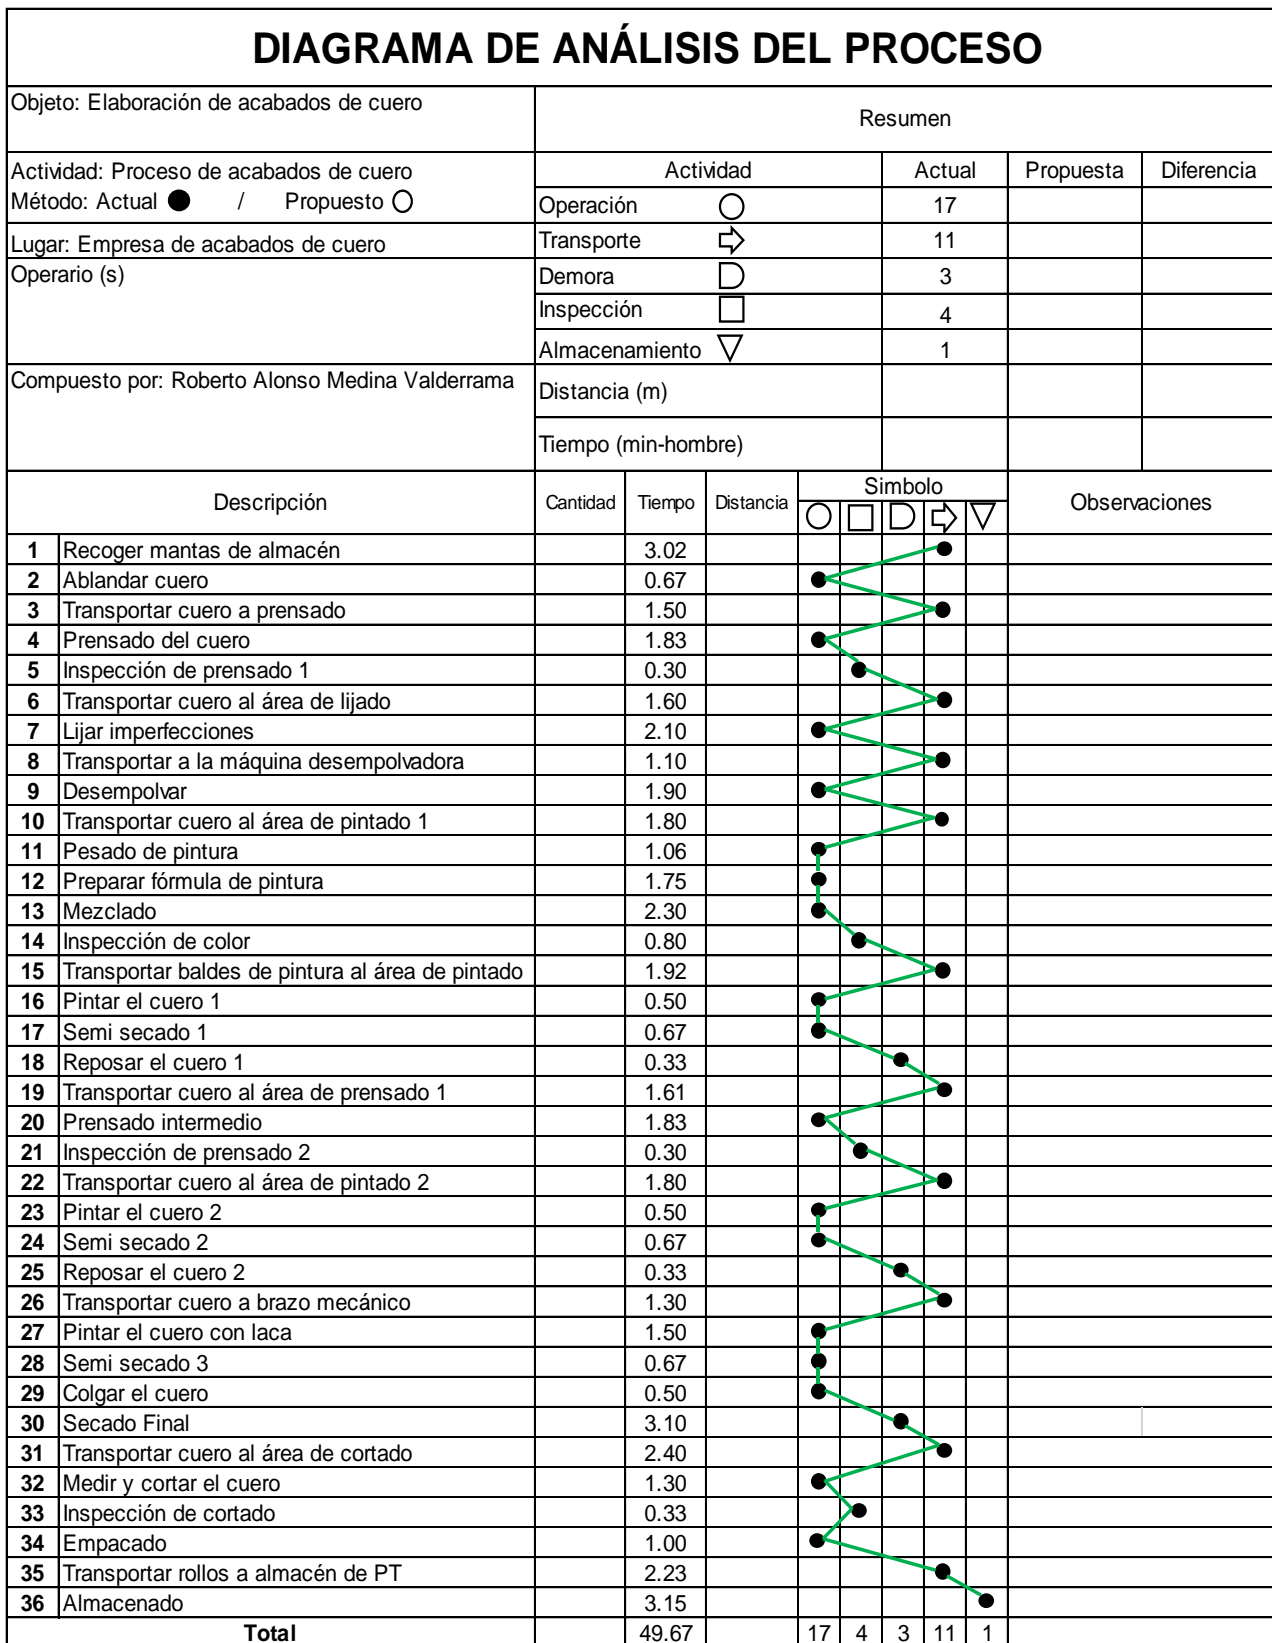 DIAGRAMA DE ANÁLISIS DEL PROCESO
Objeto: Elaboración de acabados de cuero
Resumen
Actividad: Proceso de acabados de cuero
Método: Actual / Propuesto
Actividad Actual Propuesta Diferencia
Operación 17
Lugar: Empresa de acabados de cuero
Transporte 11
Operario (s)
Demora 3
Inspección 4
Almacenamiento 1
Compuesto por: Roberto Alonso Medina Valderrama
Distancia (m)
Tiempo (min-hombre)
Descripción Cantidad Tiempo Distancia Simbolo Observaciones
1 Recoger mantas de almacén 3.02
2 Ablandar cuero 0.67
3 Transportar cuero a prensado 1.50
4 Prensado del cuero 1.83
5 Inspección de prensado 1 0.30
6 Transportar cuero al área de lijado 1.60
7 Lijar imperfecciones 2.10
8 Transportar a la máquina desempolvadora 1.10
9 Desempolvar 1.90
10 Transportar cuero al área de pintado 1 1.80
11 Pesado de pintura 1.06
12 Preparar fórmula de pintura 1.75
13 Mezclado 2.30
14 Inspección de color 0.80
15 Transportar baldes de pintura al área de pintado 1.92
16 Pintar el cuero 1 0.50
17 Semi secado 1 0.67
18 Reposar el cuero 1 0.33
19 Transportar cuero al área de prensado 1 1.61
20 Prensado intermedio 1.83
21 Inspección de prensado 2 0.30
22 Transportar cuero al área de pintado 2 1.80
23 Pintar el cuero 2 0.50
24 Semi secado 2 0.67
25 Reposar el cuero 2 0.33
26 Transportar cuero a brazo mecánico 1.30
27 Pintar el cuero con laca 1.50
28 Semi secado 3 0.67
29 Colgar el cuero 0.50
30 Secado Final 3.10
31 Transportar cuero al área de cortado 2.40
32 Medir y cortar el cuero 1.30
33 Inspección de cortado 0.33
34 Empacado 1.00
35 Transportar rollos a almacén de PT 2.23
36 Almacenado 3.15
Total 49.67 17 4 3 11 1